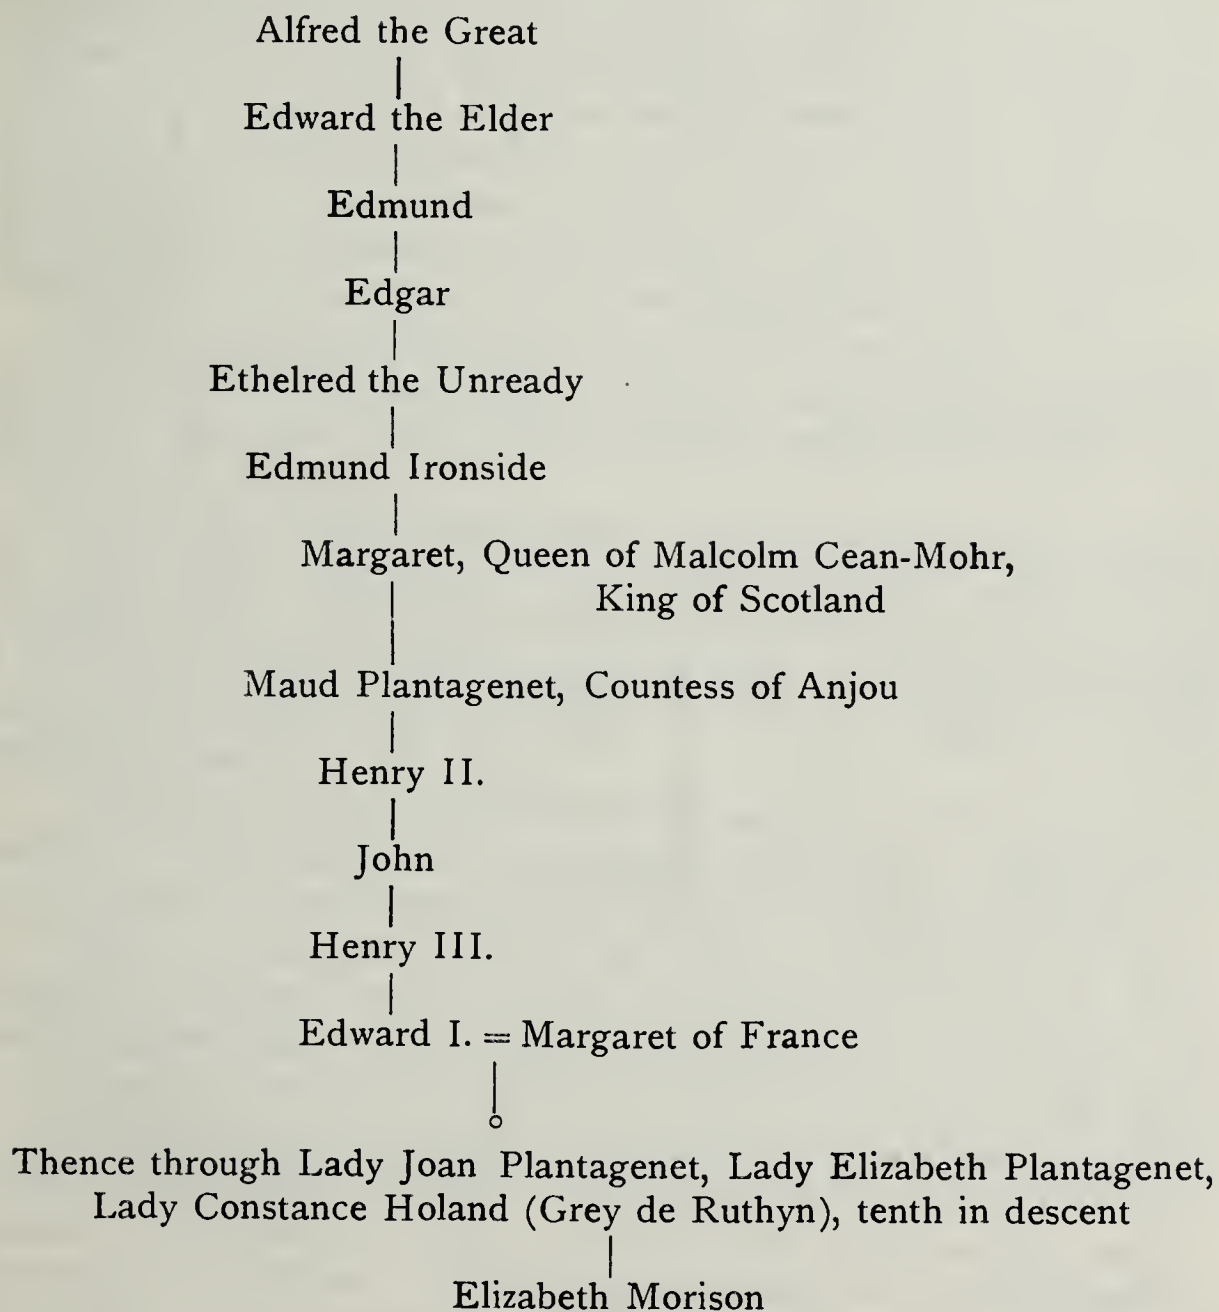 Alfred the Great
Edward the Elder
Edmund
Edgar
Ethelred the Unready
Edmund Ironside
Margaret, Queen of Malcolm Cean-Mohr,
King of Scotland
Maud Plantagenet, Countess of Anjou
Henry II.
John
Henry III.
Edward I. = Margaret of France
Thence through Lady Joan Plantagenet, Lady Elizabeth Plantagenet,
Lady Constance Holand (Grey de Ruthyn), tenth in descent
Elizabeth Morison